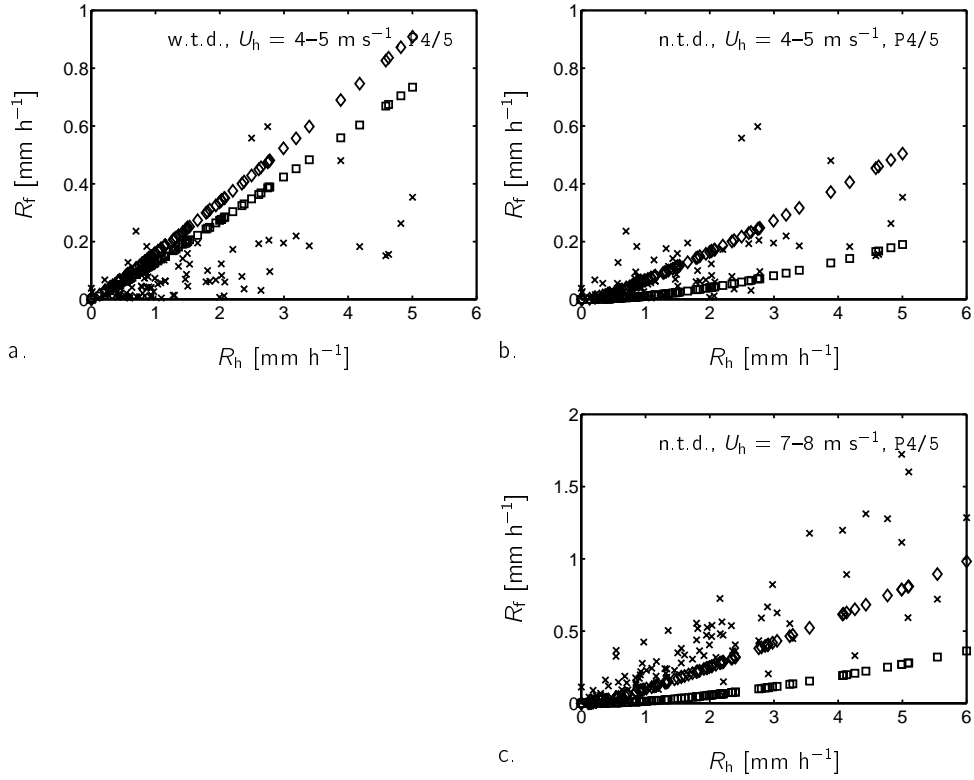 w.t.d., Uh = 4–5 m s−1 P4/5
1
0.8
0.6
0.4
0.2
0
0 1 2 3 4 5 6
Rf [mm h−1]
Rh [mm h−1]
a.
n.t.d., Uh = 4–5 m s−1, P4/5
1
0.8
0.6
0.4
0.2
0
0 1 2 3 4 5 6
Rf [mm h−1]
Rh [mm h−1]
b.
n.t.d., Uh = 7–8 m s−1, P4/5
2
1.5
1
0.5
0
0 1 2 3 4 5 6
Rf [mm h−1]
Rh [mm h−1]
c.